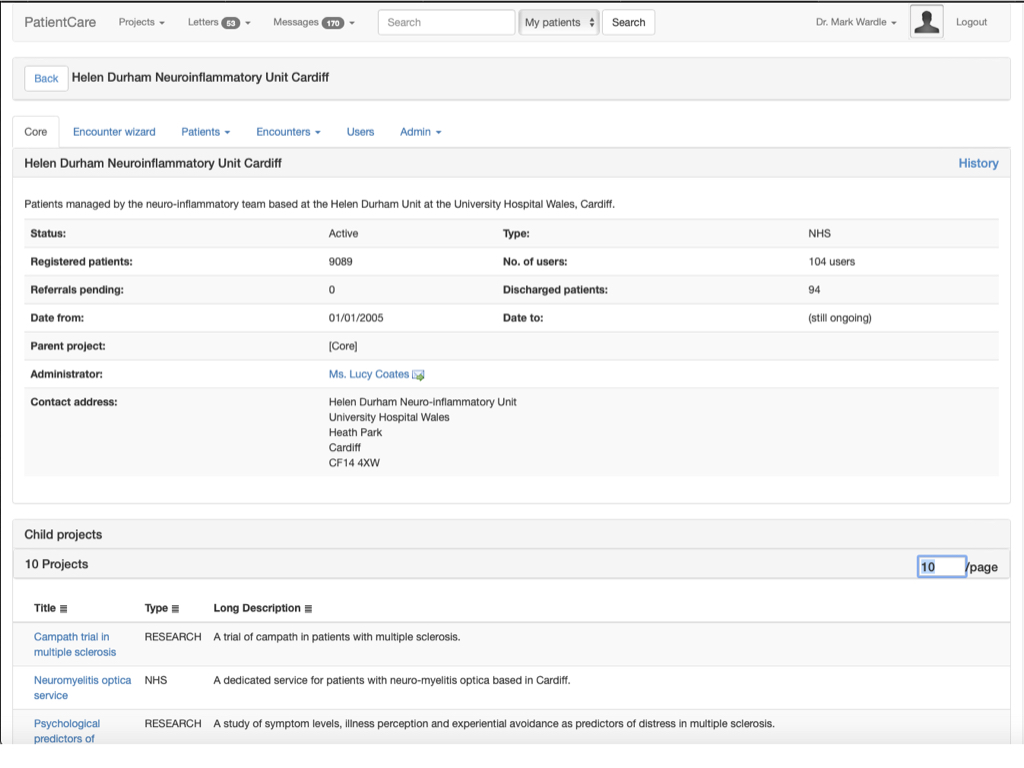 PatientCare Projects Letters 53 Messages 170 Search My patients Search Dr. Mark Wardle Logout
Back Helen Durham Neuroinflammatory Unit Cardiff
Core Encounter wizard Patients Encounters Users Admin
Helen Durham Neuroinflammatory Unit Cardiff History
Patients managed by the neuro-inflammatory team based at the Helen Durham Unit at the University Hospital Wales, Cardiff.
Status: Active Type: NHS
Registered patients: 9089 No. of users: 104 users
Referrals pending: 0 Discharged patients: 94
Date from: 01/01/2005 Date to: (still ongoing)
Parent project: [Core]
Administrator: Ms. Lucy Coates
Contact address: Helen Durham Neuro-inflammatory Unit
University Hospital Wales
Heath Park
Cardiff
CF14 4XW
Child projects
10 Projects 10 /page
Title Type Long Description
Campath trial in RESEARCH A trial of campath in patients with multiple sclerosis.
multiple sclerosis
Neuromyelitis optica NHS A dedicated service for patients with neuro-myelitis optica based in Cardiff.
service
Psychological RESEARCH A study of symptom levels, illness perception and experiential avoidance as predictors of distress in multiple sclerosis.
predictors of